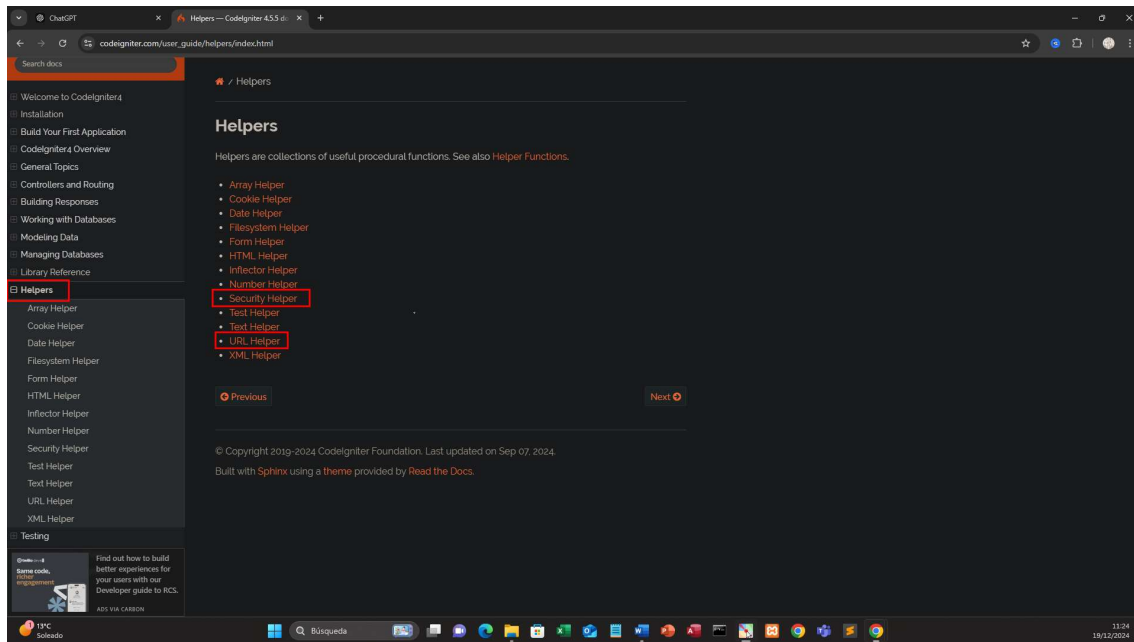 ChatGPT
Helpers — CodeIgniter 4.5.5 do
codeigniter.com/user_guide/helpers/index.html
Search docs
Welcome to CodeIgniter4
Installation
Build Your First Application
CodeIgniter4 Overview
General Topics
Controllers and Routing
Building Responses
Working with Databases
Modeling Data
Managing Databases
Library Reference
Helpers
Array Helper
Cookie Helper
Date Helper
Filesystem Helper
Form Helper
HTML Helper
Inflector Helper
Number Helper
Security Helper
Test Helper
Text Helper
URL Helper
XML Helper
Testing
Same code,
richer
engagement
Find out how to build
better experiences for
your users with our
Developer guide to RCS.
ADS VIA CARBON
/ Helpers
Helpers
Helpers are collections of useful procedural functions. See also Helper Functions.
• Array Helper
• Cookie Helper
• Date Helper
• Filesystem Helper
• Form Helper
• HTML Helper
• Inflector Helper
• Number Helper
• Security Helper
• Test Helper
• Text Helper
• URL Helper
• XML Helper
Previous
Next
© Copyright 2019-2024 CodeIgniter Foundation. Last updated on Sep 07, 2024.
Built with Sphinx using a theme provided by Read the Docs.
13°C
Soleado
Búsqueda
11:24
19/12/2024